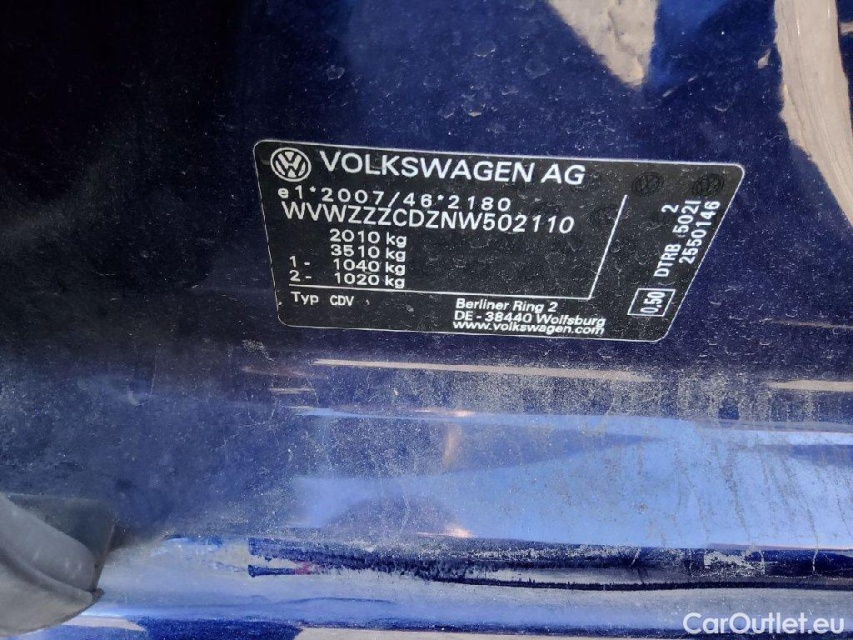 VOLKSWAGEN AG
e1*2007/46*2180
WVWZZZCDZNW502110
2010 kg
3510 kg
1- 1040 kg
2- 1020 kg
Typ CDV
Berliner Ring 2
DE - 38440 Wolfsburg
www.volkswagen.com
0.50
DTRB 502I 2
2550146
CarOutlet.eu